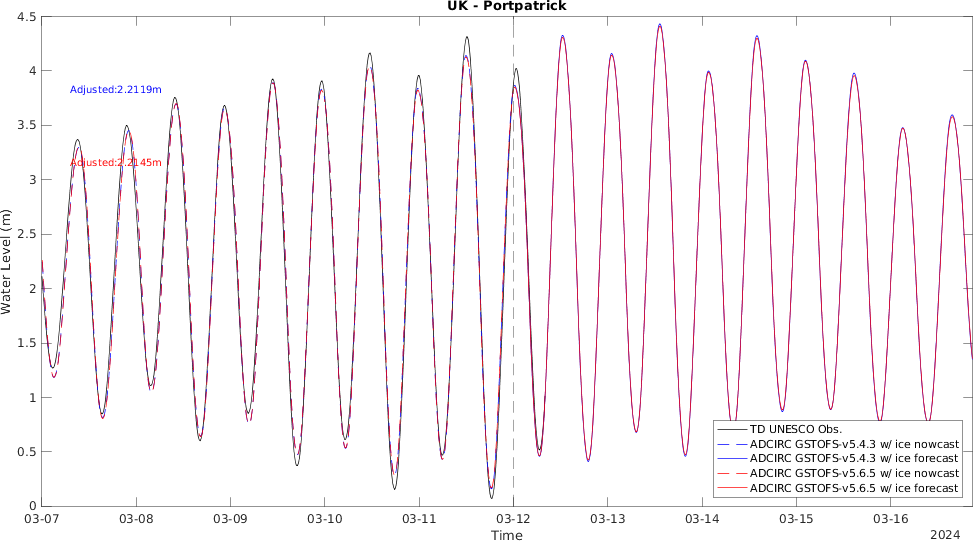 UK - Portpatrick
4.5
4
3.5
3
2.5
2
1.5
1
0.5
0
Water Level (m)
Adjusted:2.2119m
Adjusted:2.2145m
TD UNESCO Obs.
ADCIRC GSTOFS-v5.4.3 w/ ice nowcast
ADCIRC GSTOFS-v5.4.3 w/ ice forecast
ADCIRC GSTOFS-v5.6.5 w/ ice nowcast
ADCIRC GSTOFS-v5.6.5 w/ ice forecast
03-07 03-08 03-09 03-10 03-11 03-12 03-13 03-14 03-15 03-16
Time
2024